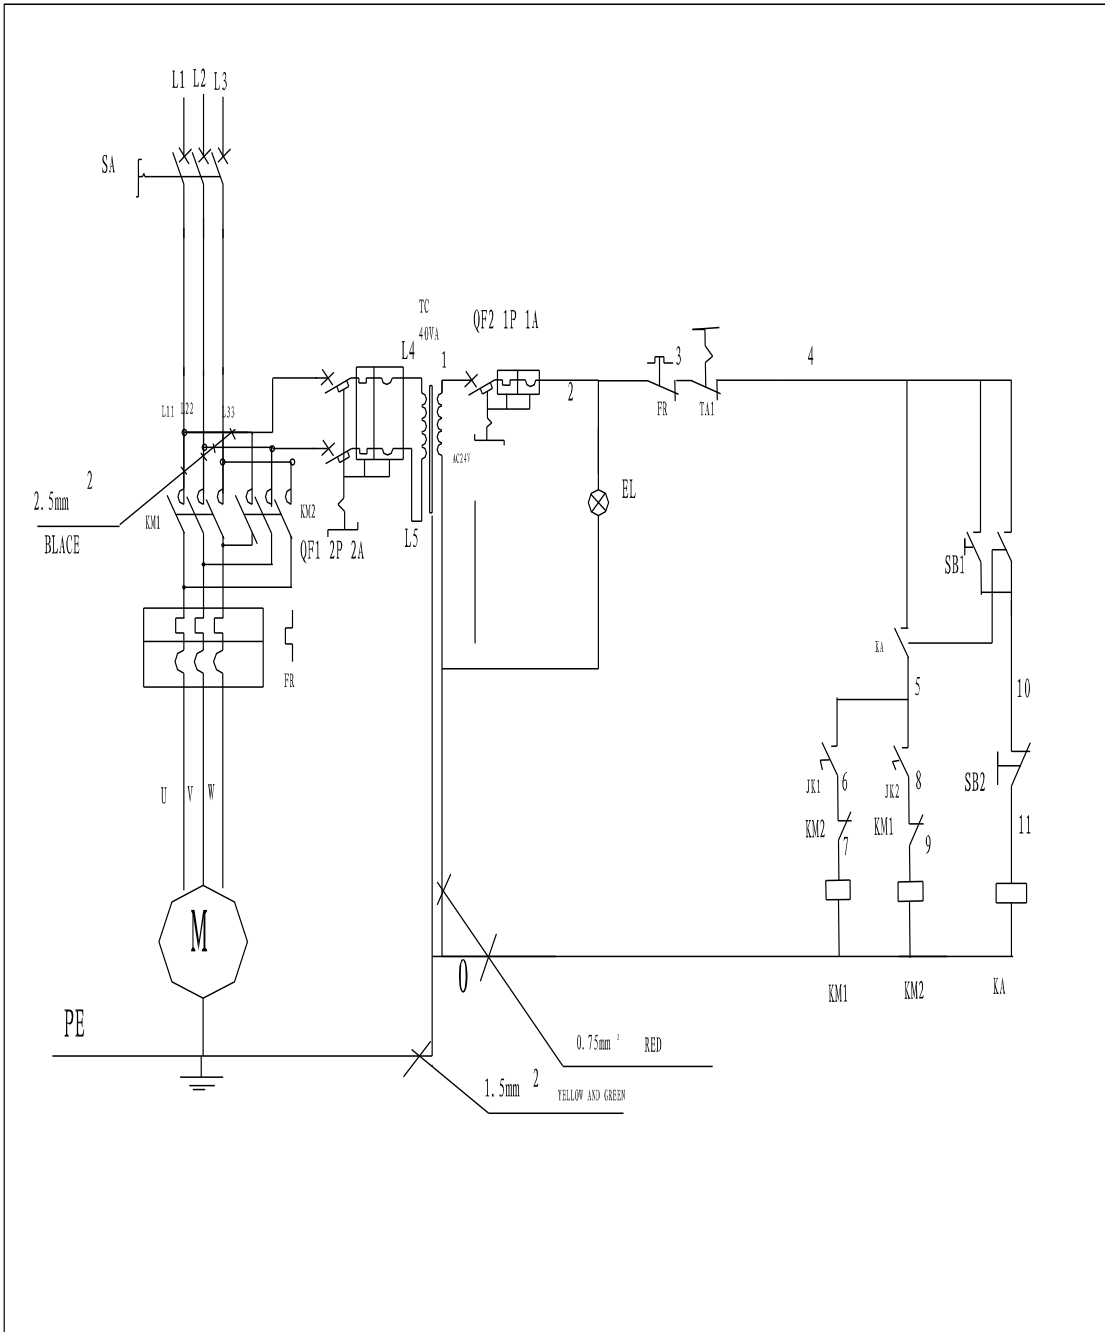 L1 L2 L3
SA
TC
40VA
QF2 1P 1A
L4
1
2
3
4
FR
TA1
L11 L22 L33
AC24V
2.5mm 2
BLACE
KM1
KM2
QF1 2P 2A
L5
EL
SB1
KA
FR
5
10
U V W
JK1
6
JK2
8
SB2
KM2
7
KM1
9
11
M
0
KM1
KM2
KA
PE
0.75mm 2 RED
1.5mm 2 YELLOW AND GREEN